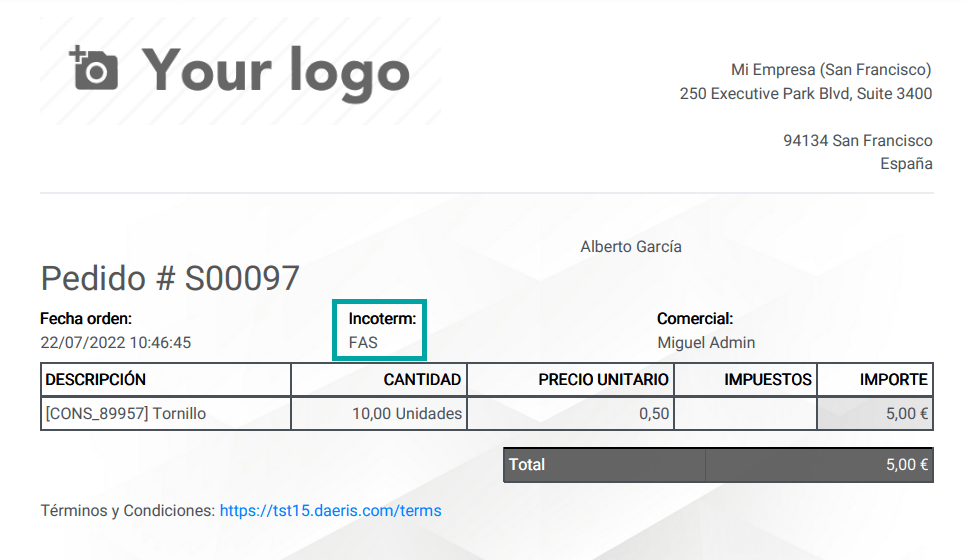 Your logo
Mi Empresa (San Francisco)
250 Executive Park Blvd, Suite 3400
94134 San Francisco
España
Alberto García
Pedido # S00097
Fecha orden: Incoterm: Comercial:
22/07/2022 10:46:45 FAS Miguel Admin
DESCRIPCIÓN CANTIDAD PRECIO UNITARIO IMPUESTOS IMPORTE
[CONS_89957] Tornillo 10,00 Unidades 0,50 5,00 €
Total 5,00 €
Términos y Condiciones: https://tst15.daeris.com/terms